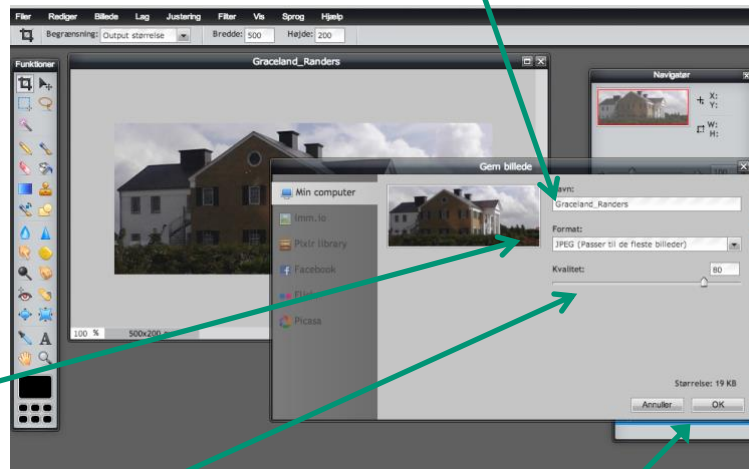 Filer Rediger Billede Lag Justering Filter Vis Sprog Hjælp
Begrænsning: Output størrelse Bredde: 500 Højde: 200
Funktioner
Graceland_Randers
Navigatør
X:
Y:
W:
H:
100
Gem billede
Min computer
Imm.io
Pixlr library
Facebook
Picasa
Navn:
Graceland_Randers
Format:
JPEG (Passer til de fleste billeder)
Kvalitet: 80
Størrelse: 19 KB
Annuller OK
100 % 500x200
A